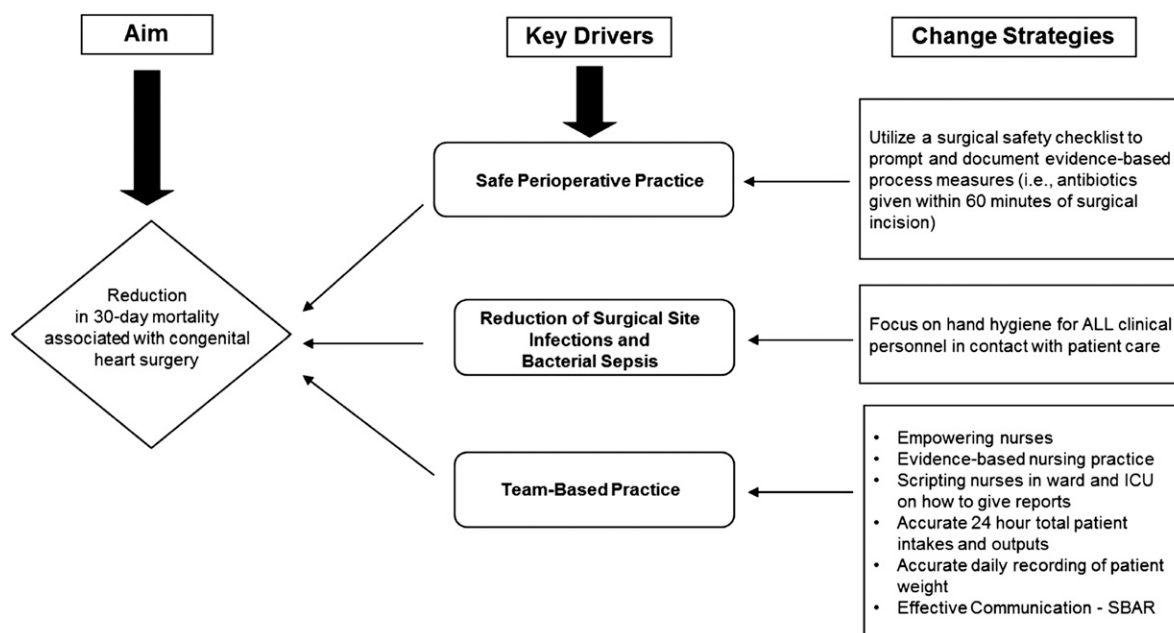 Aim
Key Drivers
Change Strategies
Utilize a surgical safety checklist to
prompt and document evidence-based
process measures (i.e., antibiotics
given within 60 minutes of surgical
incision)
Safe Perioperative Practice
Reduction
in 30-day mortality
associated with congenital
heart surgery
Reduction of Surgical Site
Infections and
Bacterial Sepsis
Focus on hand hygiene for ALL clinical
personnel in contact with patient care
Team-Based Practice
• Empowering nurses
• Evidence-based nursing practice
• Scripting nurses in ward and ICU
on how to give reports
• Accurate 24 hour total patient
intakes and outputs
• Accurate daily recording of patient
weight
• Effective Communication - SBAR